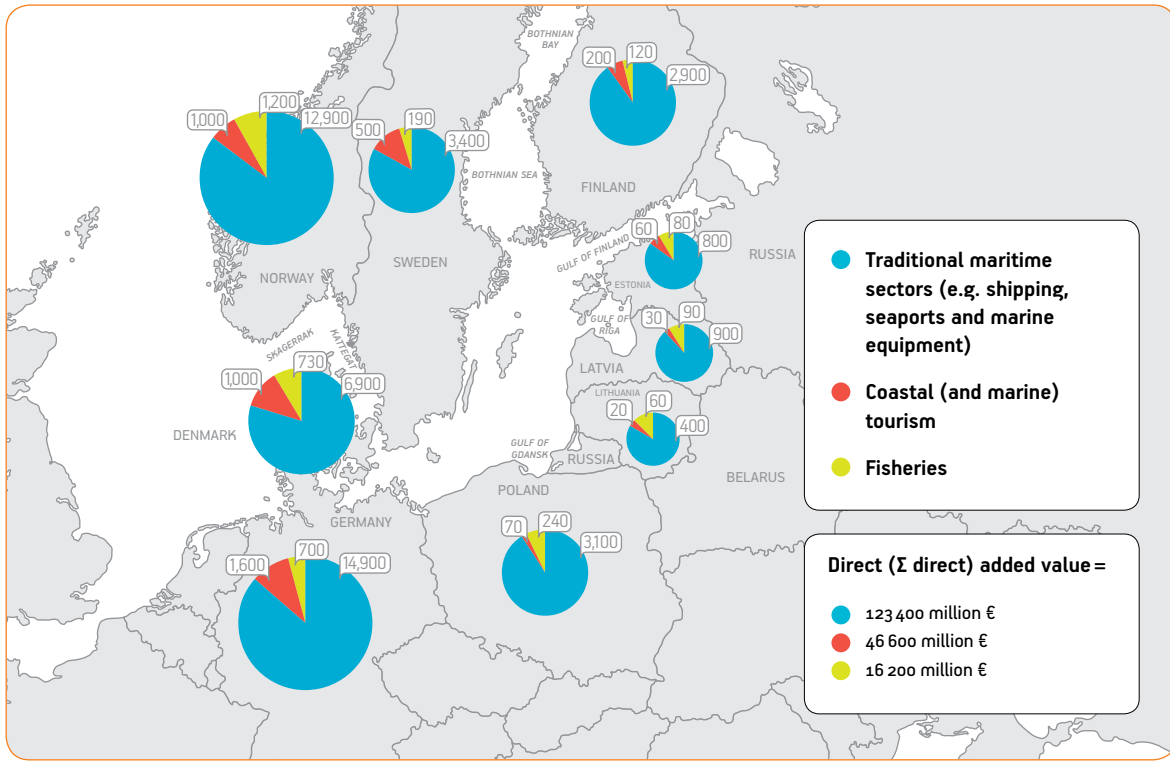 BOTHNIAN
BAY
200
120
2,900
1,000
1,200
12,900
500
190
3,400
BOTHNIAN SEA
FINLAND
60
80
800
GULF OF FINLAND
RUSSIA
SWEDEN
NORWAY
ESTONIA
GULF OF
RIGA
30
90
900
SKAGERRAK
KATTEGAT
LATVIA
1,000
730
6,900
LITHUANIA
20
60
400
DENMARK
GULF OF
GDANSK
RUSSIA
BELARUS
POLAND
GERMANY
70
240
3,100
1,600
700
14,900
Traditional maritime
sectors (e.g. shipping,
seaports and marine
equipment)
Coastal (and marine)
tourism
Fisheries
Direct (Σ direct) added value =
123 400 million €
46 600 million €
16 200 million €